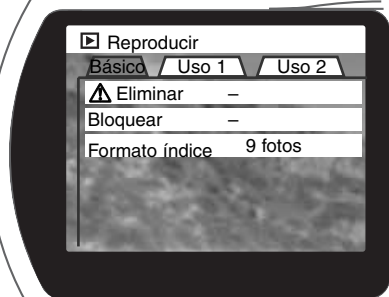 Reproducir
Básico Uso 1 Uso 2
Eliminar –
Bloquear –
Formato índice 9 fotos